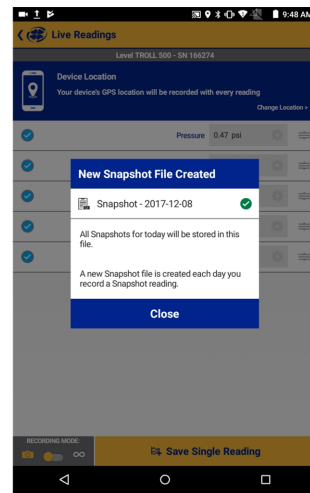 9:48 AM
Live Readings
Level TROLL 500 - SN 166274
Device Location
Your device's GPS location will be recorded with every reading
Change Location >
Pressure 0.47 psi
New Snapshot File Created
Snapshot - 2017-12-08
All Snapshots for today will be stored in this
file.
A new Snapshot file is created each day you
record a Snapshot reading.
Close
RECORDING MODE:
Save Single Reading